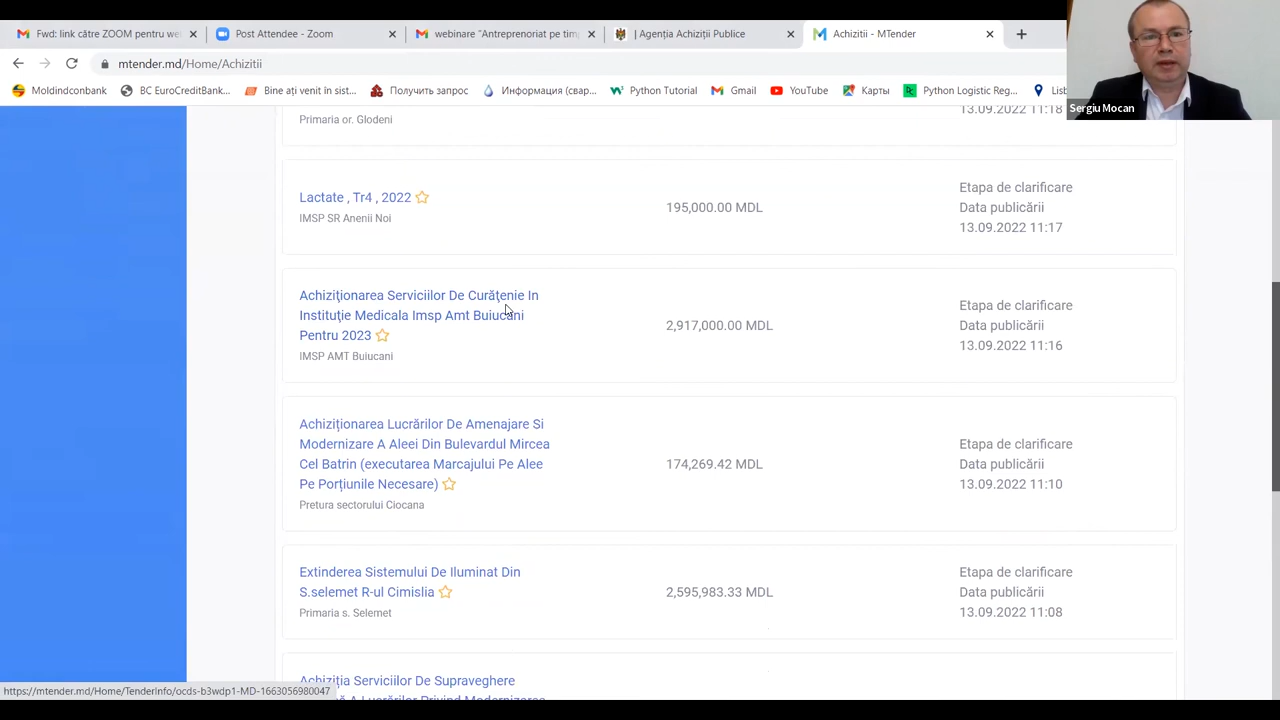 Fwd: link către ZOOM pentru we
Post Attendee - Zoom
webinare "Antreprenoriat pe timp
| Agenția Achiziții Publice
Achizitii - MTender
mtender.md/Home/Achizitii
Moldindconbank
BC EuroCreditBank...
Bine ați venit în sist...
Получить запрос
Информация (свар...
Python Tutorial
Gmail
YouTube
Карты
Python Logistic Reg...
Lisb
Sergiu Mocan
Primaria or. Glodeni
13.09.2022 11:18
Lactate , Tr4 , 2022
IMSP SR Anenii Noi
195,000.00 MDL
Etapa de clarificare
Data publicării
13.09.2022 11:17
Achiziţionarea Serviciilor De Curăţenie In
Instituţie Medicala Imsp Amt Buiucani
Pentru 2023
IMSP AMT Buiucani
2,917,000.00 MDL
Etapa de clarificare
Data publicării
13.09.2022 11:16
Achiziționarea Lucrărilor De Amenajare Si
Modernizare A Aleei Din Bulevardul Mircea
Cel Batrin (executarea Marcajului Pe Alee
Pe Porțiunile Necesare)
Pretura sectorului Ciocana
174,269.42 MDL
Etapa de clarificare
Data publicării
13.09.2022 11:10
Extinderea Sistemului De Iluminat Din
S.selemet R-ul Cimislia
Primaria s. Selemet
2,595,983.33 MDL
Etapa de clarificare
Data publicării
13.09.2022 11:08
Achiziția Serviciilor De Supraveghere
A Lucrărilor Privind Modernizarea
https://mtender.md/Home/TenderInfo/ocds-b3wdp1-MD-1663056980047